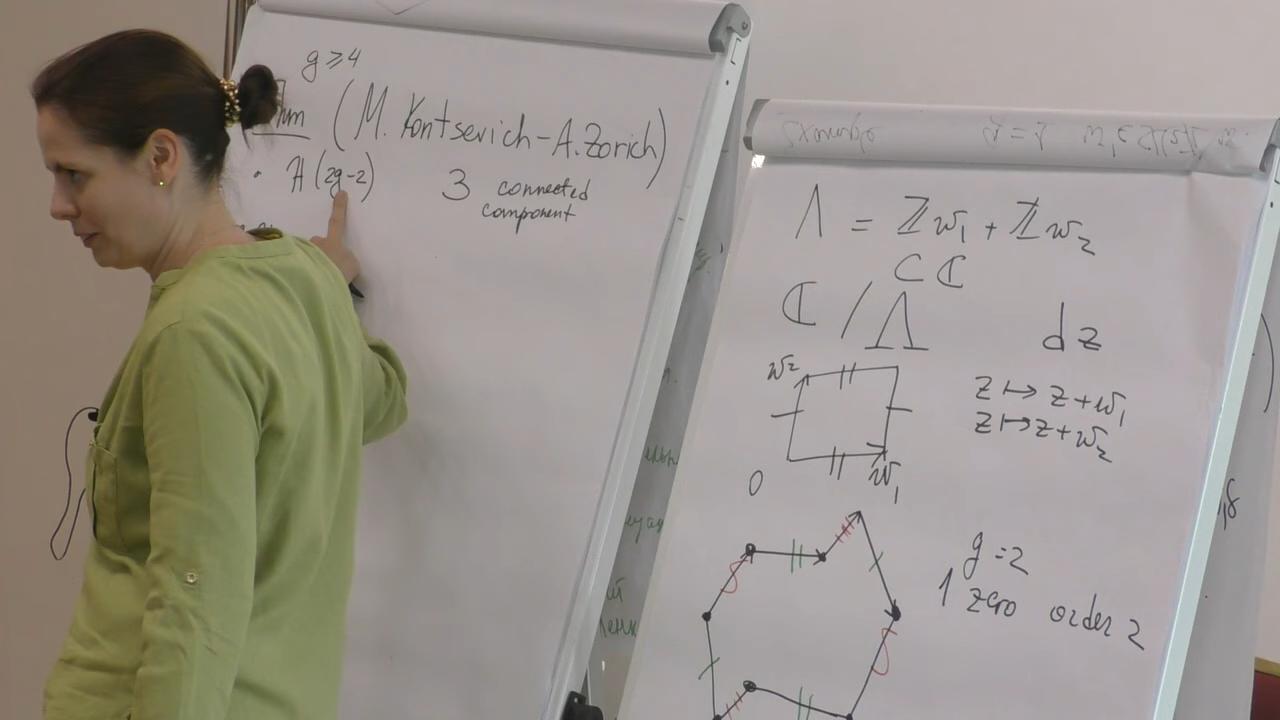 g ≥ 4
Thm (M. Kontsevich-A.Zorich)
• H(2g-2) 3 connected
component
Λ = ℤw₁ + ℤw₂
⊂ ℂ
ℂ / Λ dz
w₂
z ↦ z + w₁
z ↦ z + w₂
0 w₁
g = 2
1 zero order 2